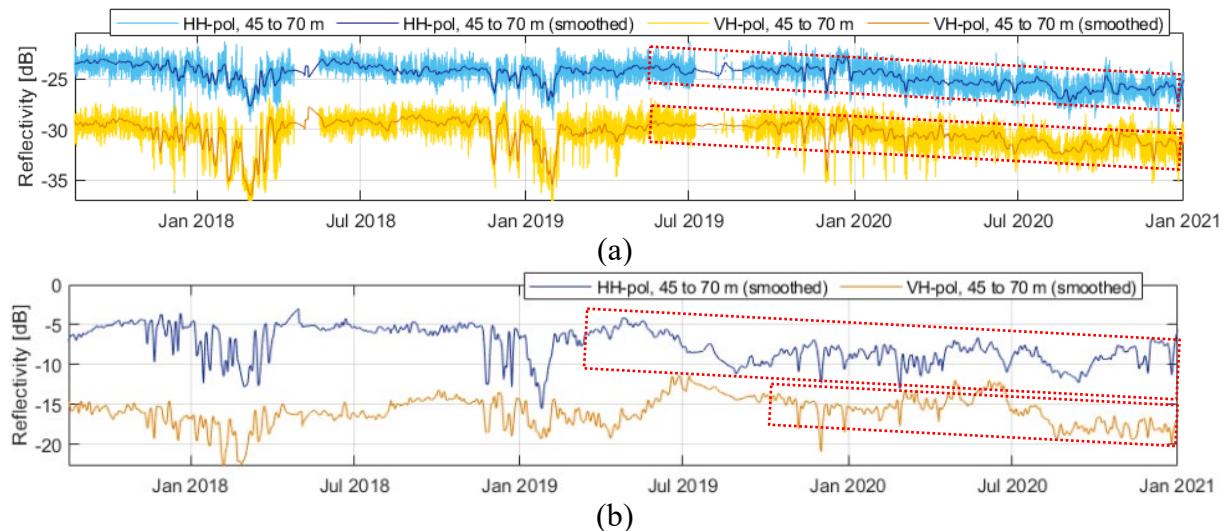 HH-pol, 45 to 70 m HH-pol, 45 to 70 m (smoothed) VH-pol, 45 to 70 m VH-pol, 45 to 70 m (smoothed)
Reflectivity [dB]
-25
-30
-35
Jan 2018 Jul 2018 Jan 2019 Jul 2019 Jan 2020 Jul 2020 Jan 2021
(a)
HH-pol, 45 to 70 m (smoothed) VH-pol, 45 to 70 m (smoothed)
Reflectivity [dB]
0
-5
-10
-15
-20
Jan 2018 Jul 2018 Jan 2019 Jul 2019 Jan 2020 Jul 2020 Jan 2021
(b)